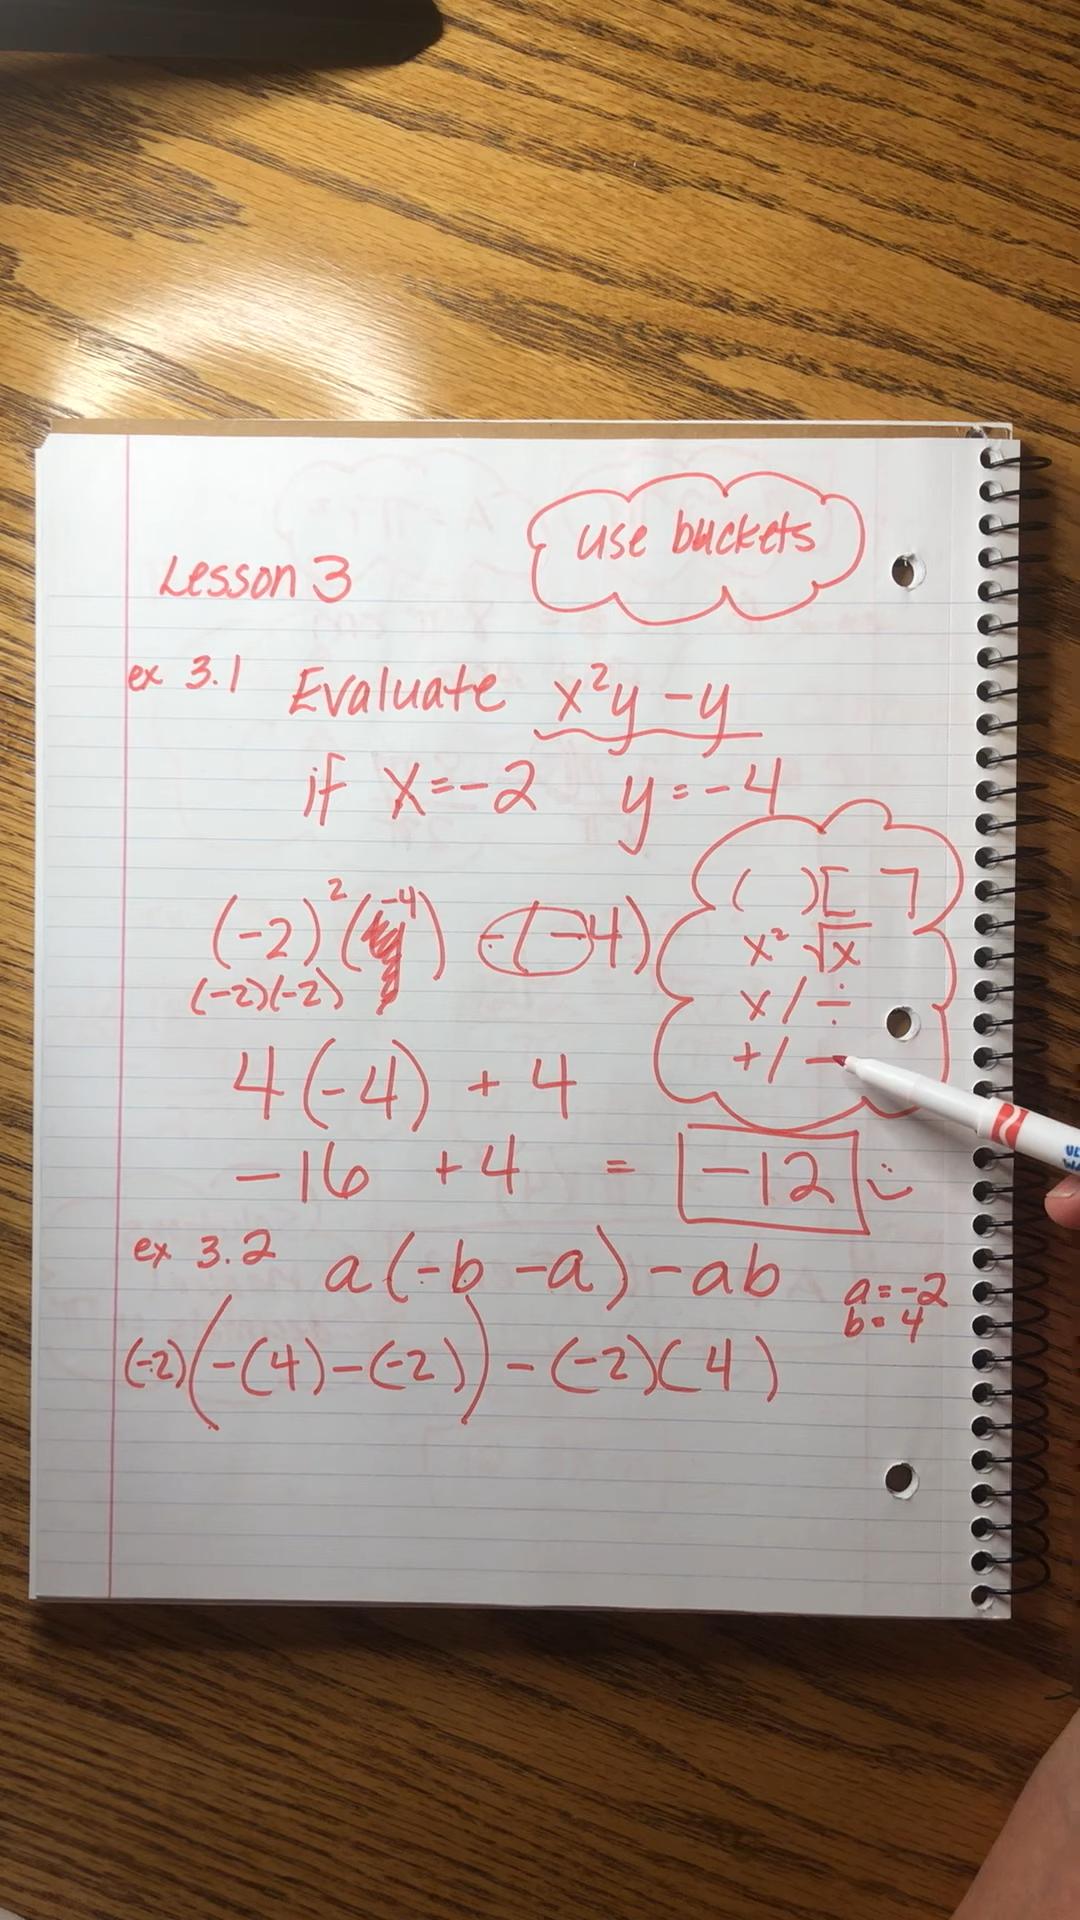 use buckets
Lesson 3
ex 3.1 Evaluate x²y - y
if x = -2 y = -4
( ) [ ]
x² √x
x / ÷
+ / -
(-2)²(-4) - (-4)
(-2)(-2)
4(-4) + 4
-16 + 4 = -12
ex 3.2 a(-b - a) - ab
a = -2
b = 4
(-2)(-(4) - (-2)) - (-2)(4)